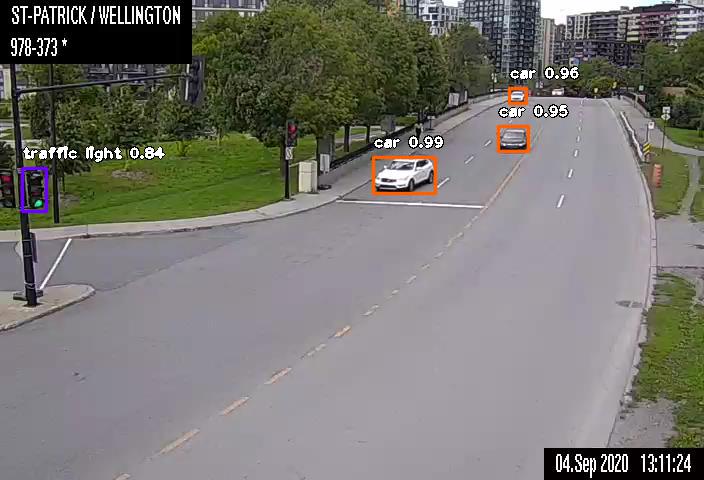 ST-PATRICK / WELLINGTON
978-373 *
car 0.96
car 0.95
car 0.99
traffic light 0.84
04.Sep 2020 13:11:24